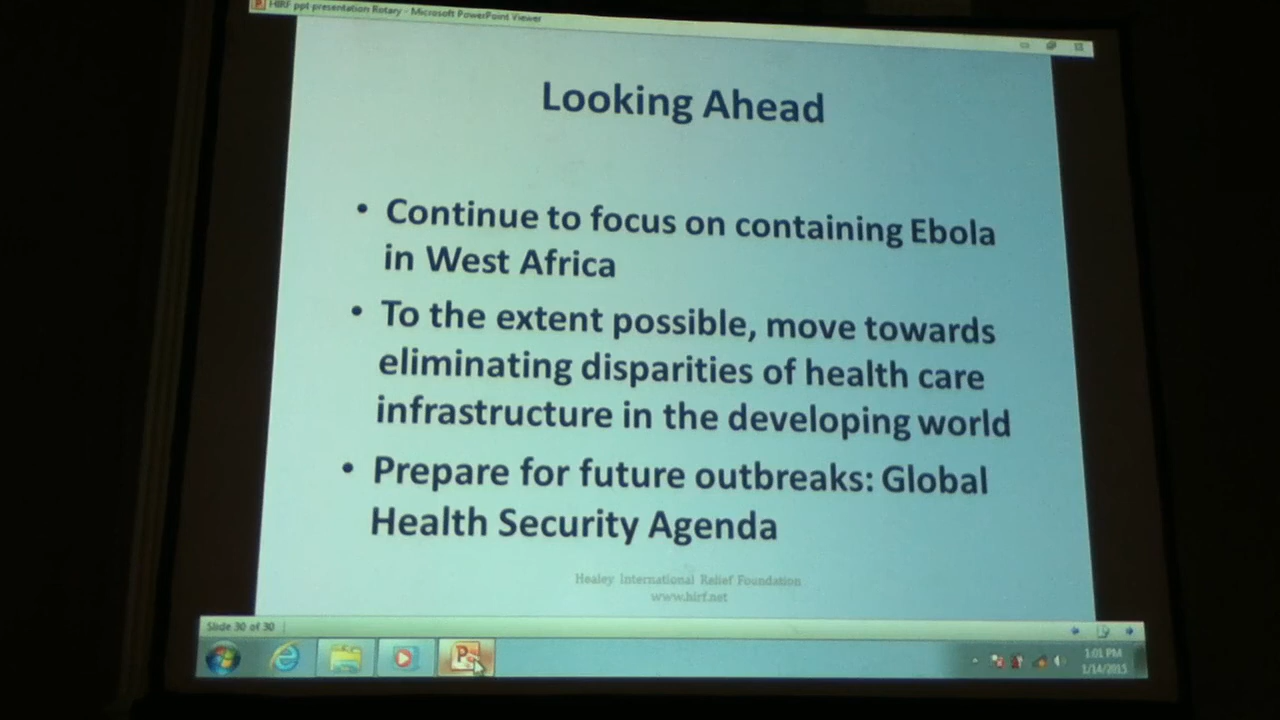 HIRF ppt presentation Rotary - Microsoft PowerPoint Viewer
Looking Ahead
• Continue to focus on containing Ebola
in West Africa
• To the extent possible, move towards
eliminating disparities of health care
infrastructure in the developing world
• Prepare for future outbreaks: Global
Health Security Agenda
Healey International Relief Foundation
www.hirf.net
Slide 30 of 30
1:01 PM
1/14/2015